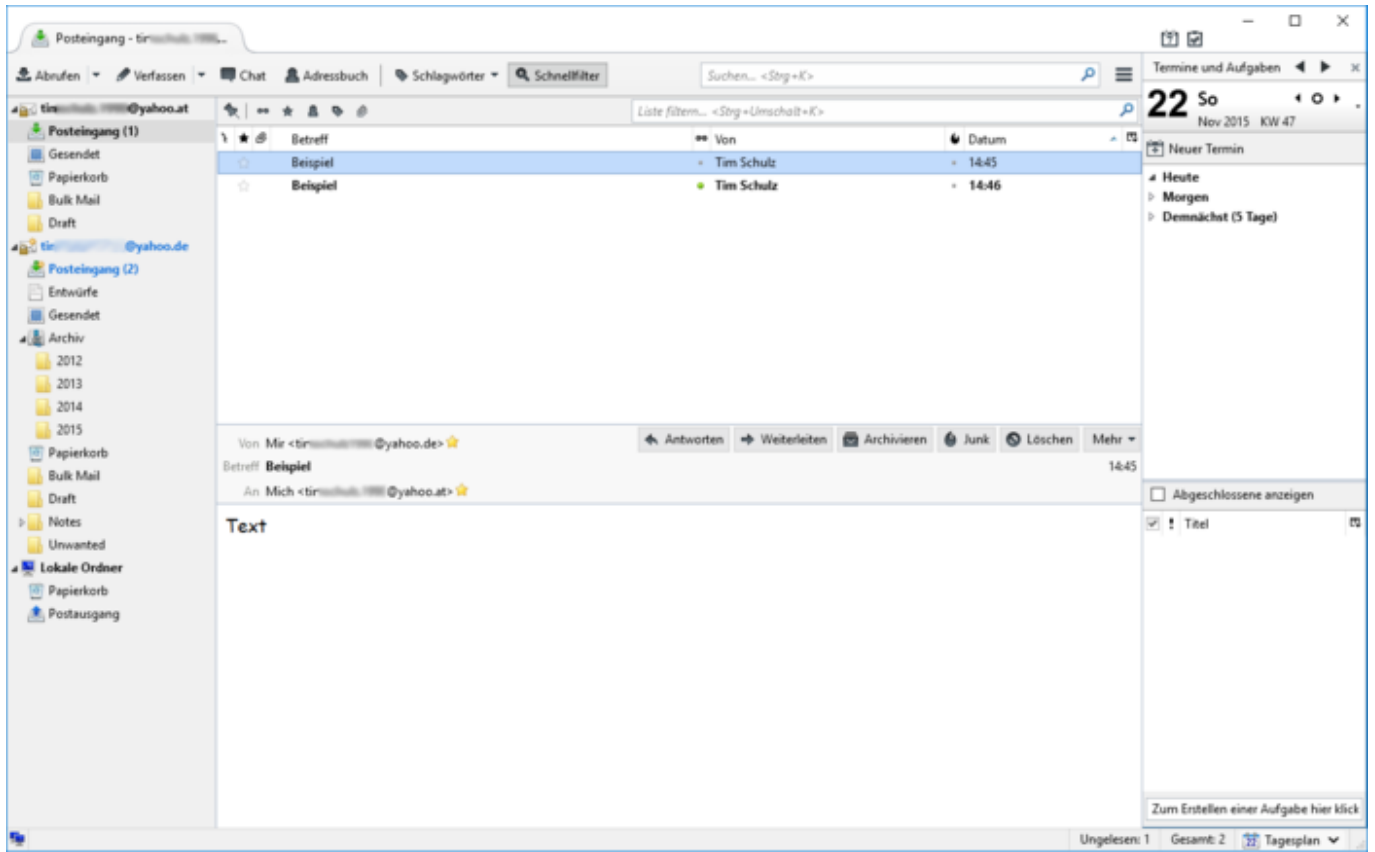 Posteingang - tim
Abrufen Verfassen Chat Adressbuch Schlagwörter Schnellfilter Suchen... <Strg+K>
Termine und Aufgaben
22 So
Nov 2015 KW 47
Neuer Termin
Heute
Morgen
Demnächst (5 Tage)
@yahoo.at
Posteingang (1)
Gesendet
Papierkorb
Bulk Mail
Draft
@yahoo.de
Posteingang (2)
Entwürfe
Gesendet
Archiv
2012
2013
2014
2015
Papierkorb
Bulk Mail
Draft
Notes
Unwanted
Lokale Ordner
Papierkorb
Postausgang
Liste filtern... <Strg+Umschalt+K>
Betreff Von Datum
Beispiel Tim Schulz 14:45
Beispiel Tim Schulz 14:46
Antworten Weiterleiten Archivieren Junk Löschen Mehr
Von Mir @yahoo.de>
Betreff Beispiel 14:45
An Mich @yahoo.at>
Text
Abgeschlossene anzeigen
! Titel
Zum Erstellen einer Aufgabe hier klick
Ungelesen: 1 Gesamt: 2 22 Tagesplan